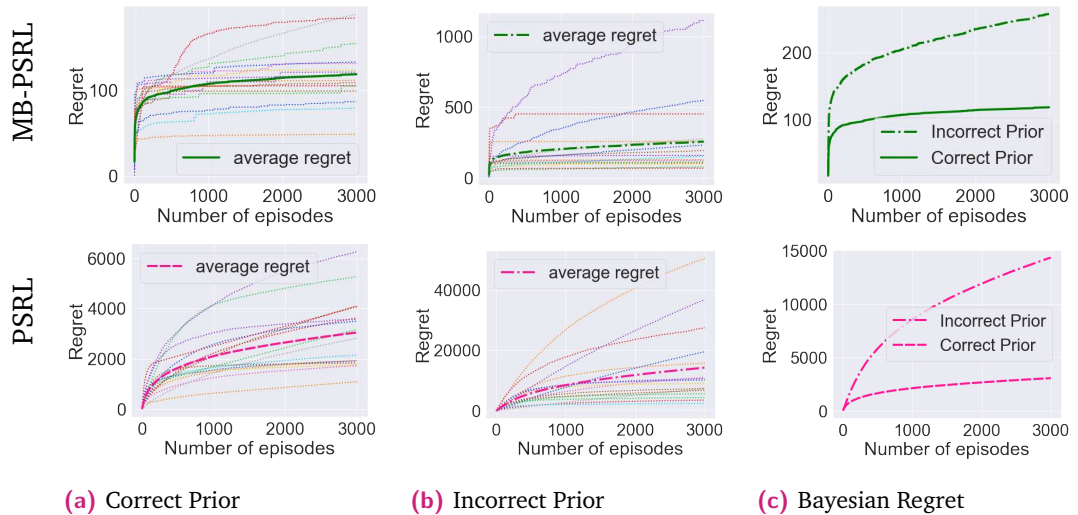 MB-PSRL
Regret
100
0
average regret
0 1000 2000 3000
Number of episodes
Regret
1000
500
0
average regret
0 1000 2000 3000
Number of episodes
Regret
200
100
Incorrect Prior
Correct Prior
0 1000 2000 3000
Number of episodes
PSRL
Regret
6000
4000
2000
0
average regret
0 1000 2000 3000
Number of episodes
Regret
40000
20000
0
average regret
0 1000 2000 3000
Number of episodes
Regret
15000
10000
5000
0
Incorrect Prior
Correct Prior
0 1000 2000 3000
Number of episodes
(a) Correct Prior
(b) Incorrect Prior
(c) Bayesian Regret